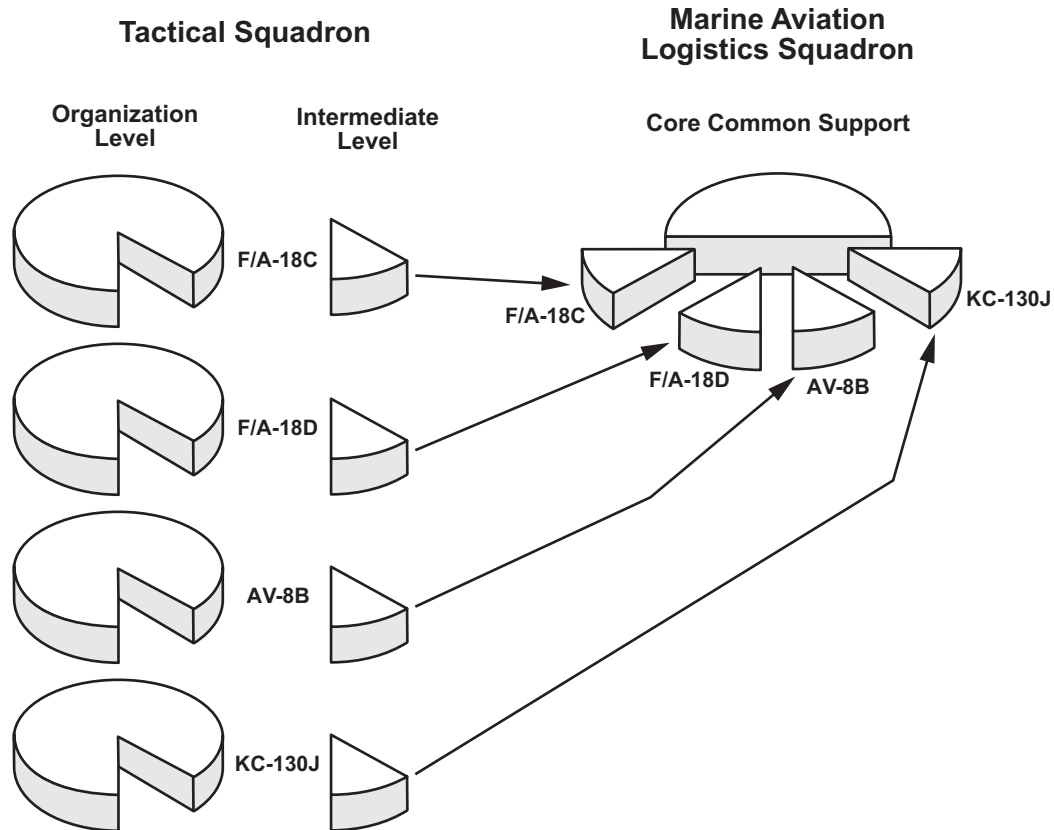 Tactical Squadron
Marine Aviation
Logistics Squadron
Organization
Level
Intermediate
Level
Core Common Support
F/A-18C
F/A-18C
KC-130J
F/A-18D
AV-8B
F/A-18D
AV-8B
KC-130J